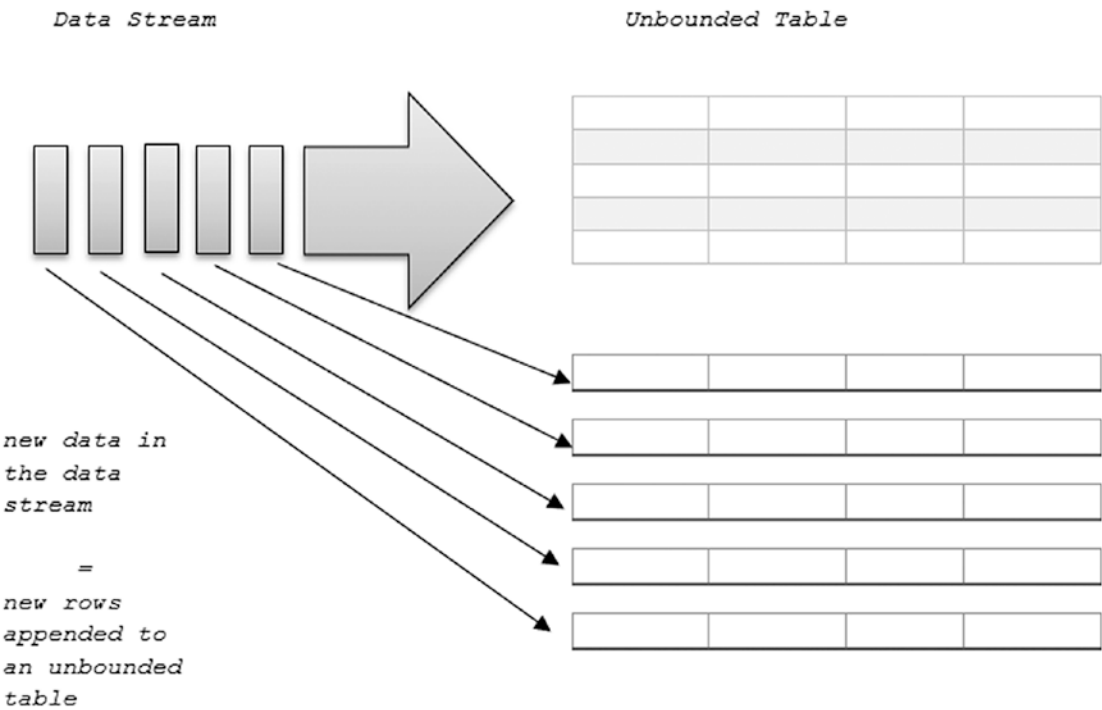 Data Stream
Unbounded Table
new data in
the data
stream
=
new rows
appended to
an unbounded
table